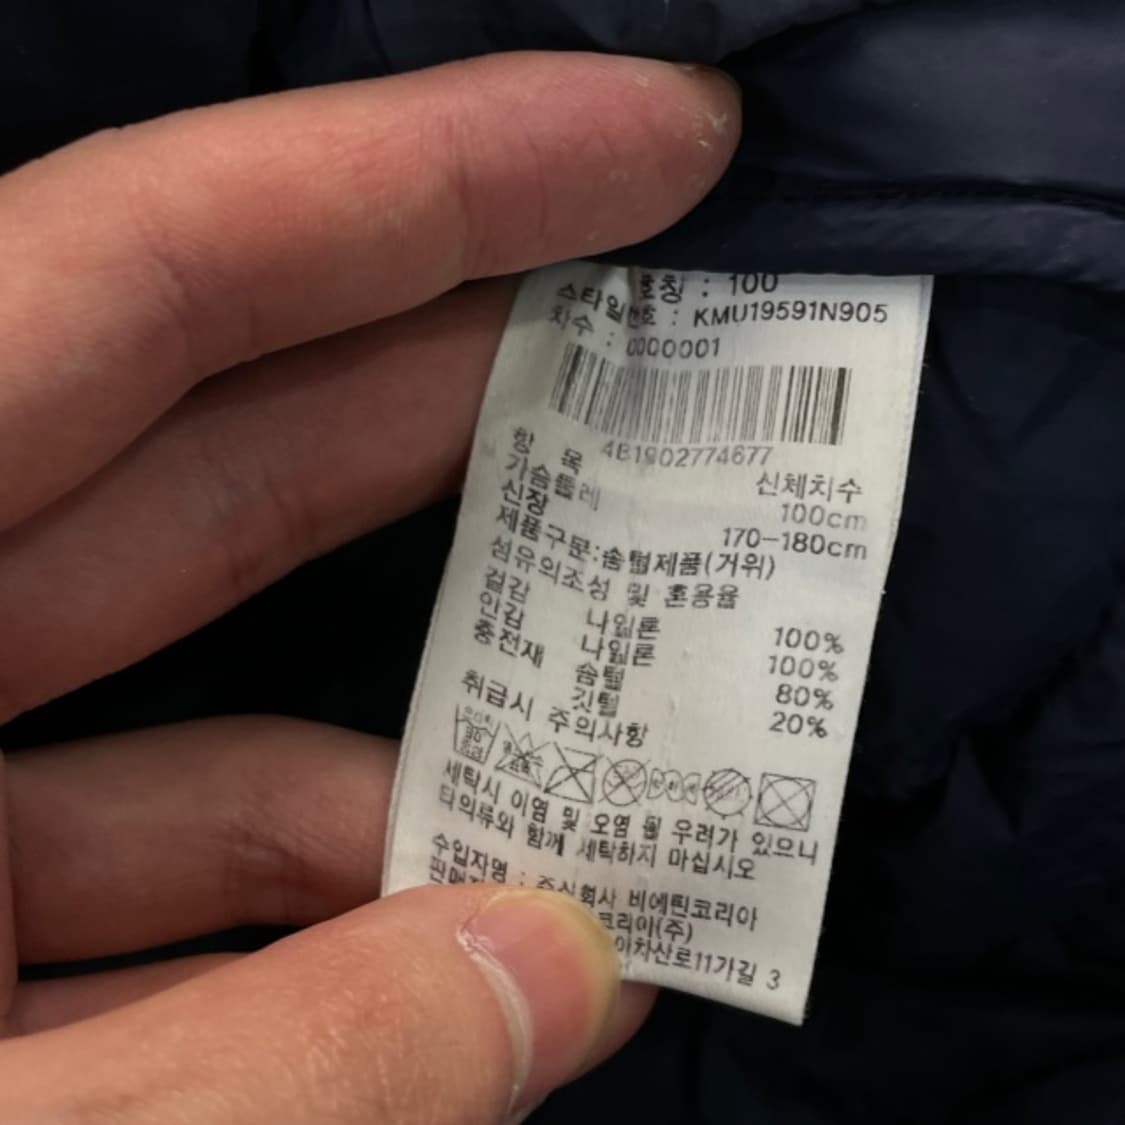 호칭 : 100
스타일번호 : KMU19591N905
차수 : 0000001
4B1902774677
항 목 신체치수
가슴둘레 100cm
신장 170-180cm
제품구분:솜털제품(거위)
섬유의조성 및 혼용율
겉감 나일론 100%
안감 나일론 100%
충전재 솜털 80%
깃털 20%
취급시 주의사항
세탁시 이염 및 오염 될 우려가 있으니
타의류와 함께 세탁하지 마십시오
수입자명 : 주식회사 비에틴코리아
코리아(주)
이차산로11가길 3